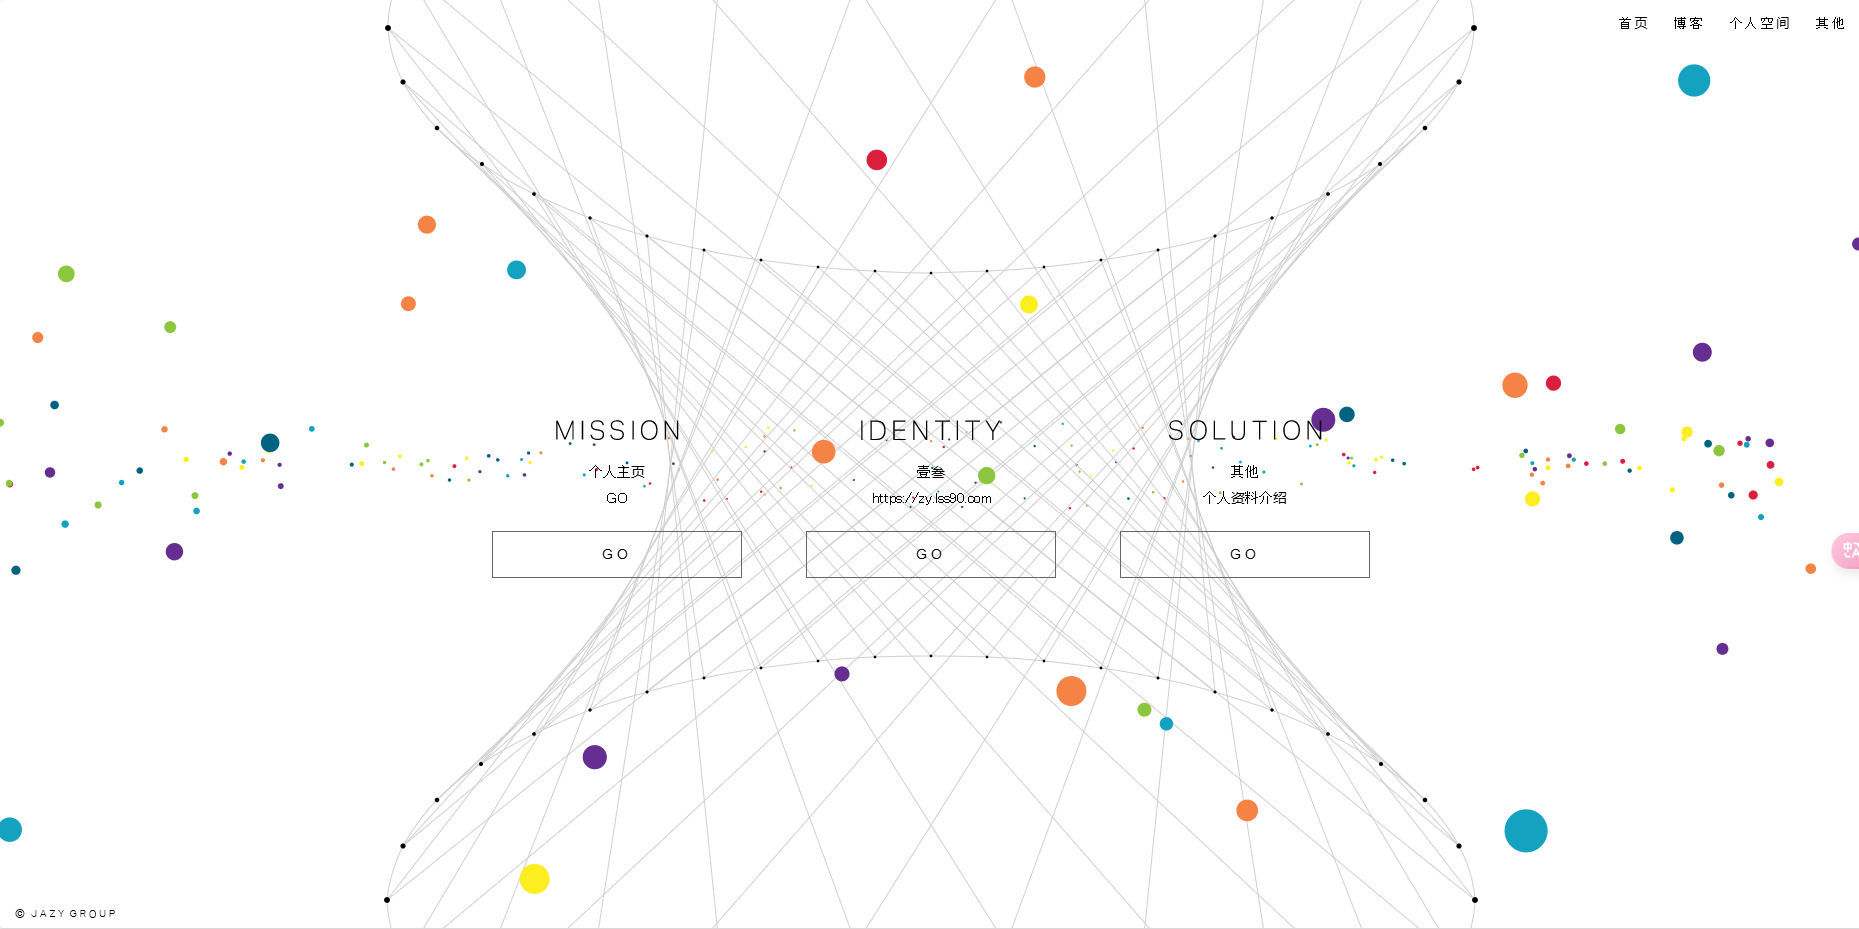 首页 博客 个人空间 其他
MISSION
个人主页
GO
GO
IDENTITY
壹叁
https://zy.lss90.com
GO
SOLUTION
其他
个人资料介绍
GO
© JAZY GROUP